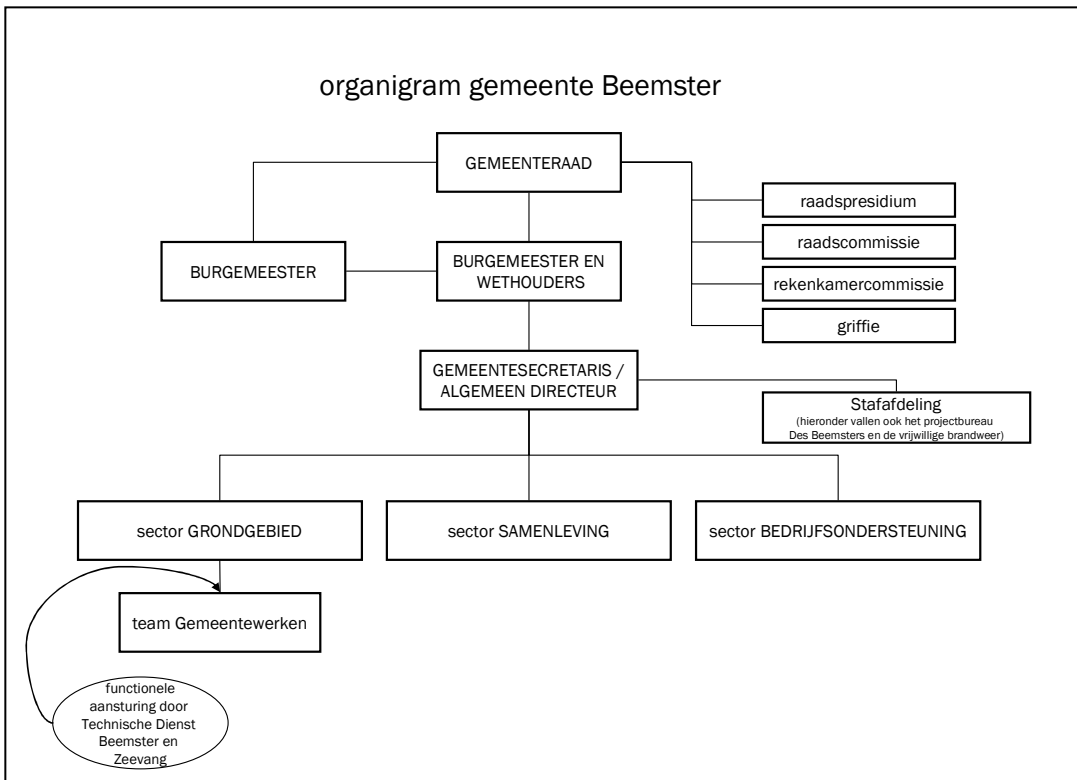 organigram gemeente Beemster
GEMEENTERAAD
raadspresidium
raadscommissie
rekenkamercommissie
griffie
BURGEMEESTER
BURGEMEESTER EN
WETHOUDERS
GEMEENTESECRETARIS /
ALGEMEEN DIRECTEUR
Stafafdeling
(hieronder vallen ook het projectbureau
Des Beemsters en de vrijwillige brandweer)
sector GRONDGEBIED
sector SAMENLEVING
sector BEDRIJFSONDERSTEUNING
team Gemeentewerken
functionele
aansturing door
Technische Dienst
Beemster en
Zeevang